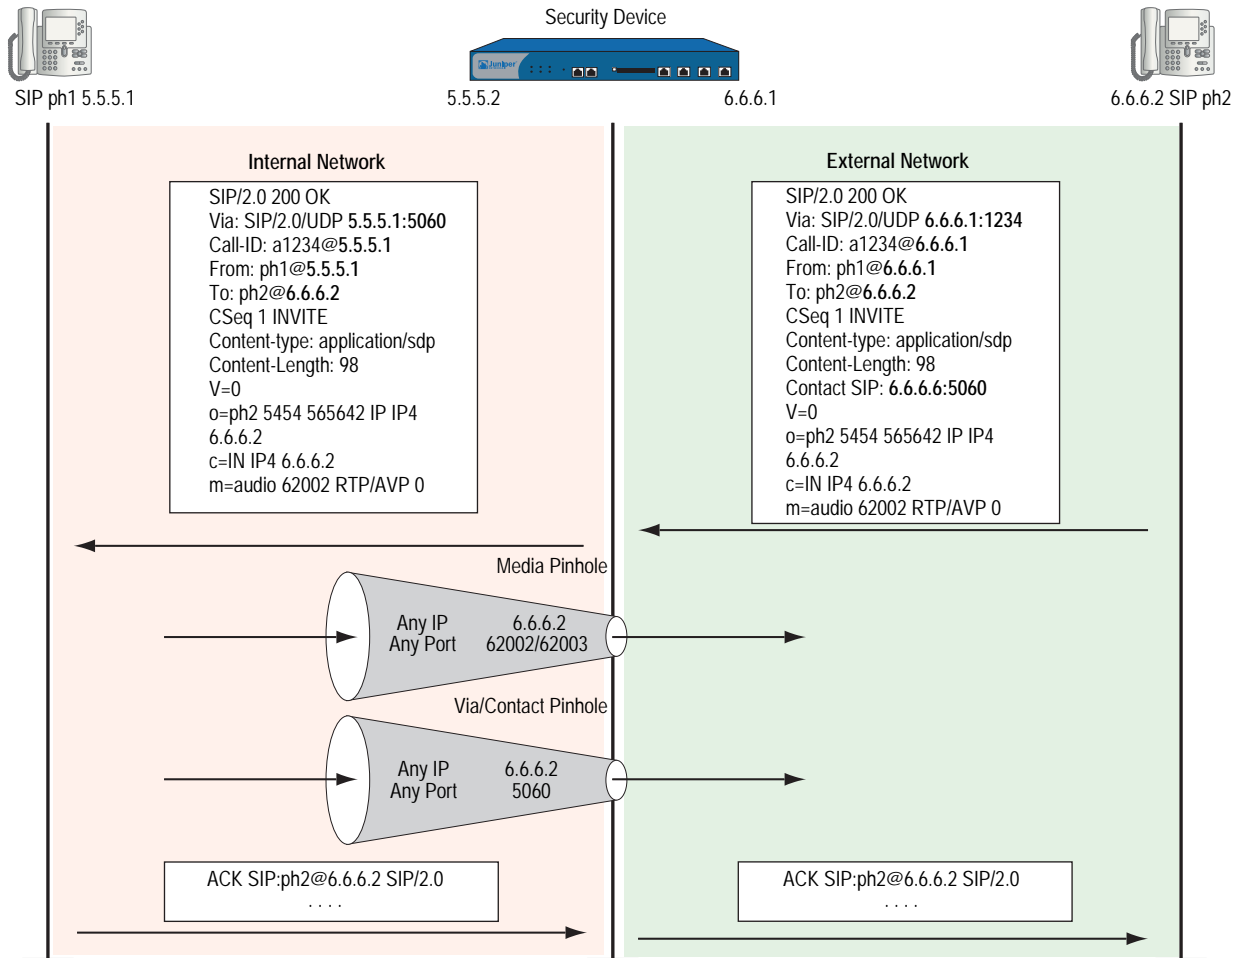 Security Device
Juniper
SIP ph1 5.5.5.1
5.5.5.2
6.6.6.1
6.6.6.2 SIP ph2
Internal Network
SIP/2.0 200 OK
Via: SIP/2.0/UDP 5.5.5.1:5060
Call-ID: a1234@5.5.5.1
From: ph1@5.5.5.1
To: ph2@6.6.6.2
CSeq 1 INVITE
Content-type: application/sdp
Content-Length: 98
V=0
o=ph2 5454 565642 IP IP4
6.6.6.2
c=IN IP4 6.6.6.2
m=audio 62002 RTP/AVP 0
External Network
SIP/2.0 200 OK
Via: SIP/2.0/UDP 6.6.6.1:1234
Call-ID: a1234@6.6.6.1
From: ph1@6.6.6.1
To: ph2@6.6.6.2
CSeq 1 INVITE
Content-type: application/sdp
Content-Length: 98
Contact SIP: 6.6.6.6:5060
V=0
o=ph2 5454 565642 IP IP4
6.6.6.2
c=IN IP4 6.6.6.2
m=audio 62002 RTP/AVP 0
Media Pinhole
Any IP 6.6.6.2
Any Port 62002/62003
Via/Contact Pinhole
Any IP 6.6.6.2
Any Port 5060
ACK SIP:ph2@6.6.6.2 SIP/2.0
. . . .
ACK SIP:ph2@6.6.6.2 SIP/2.0
. . . .